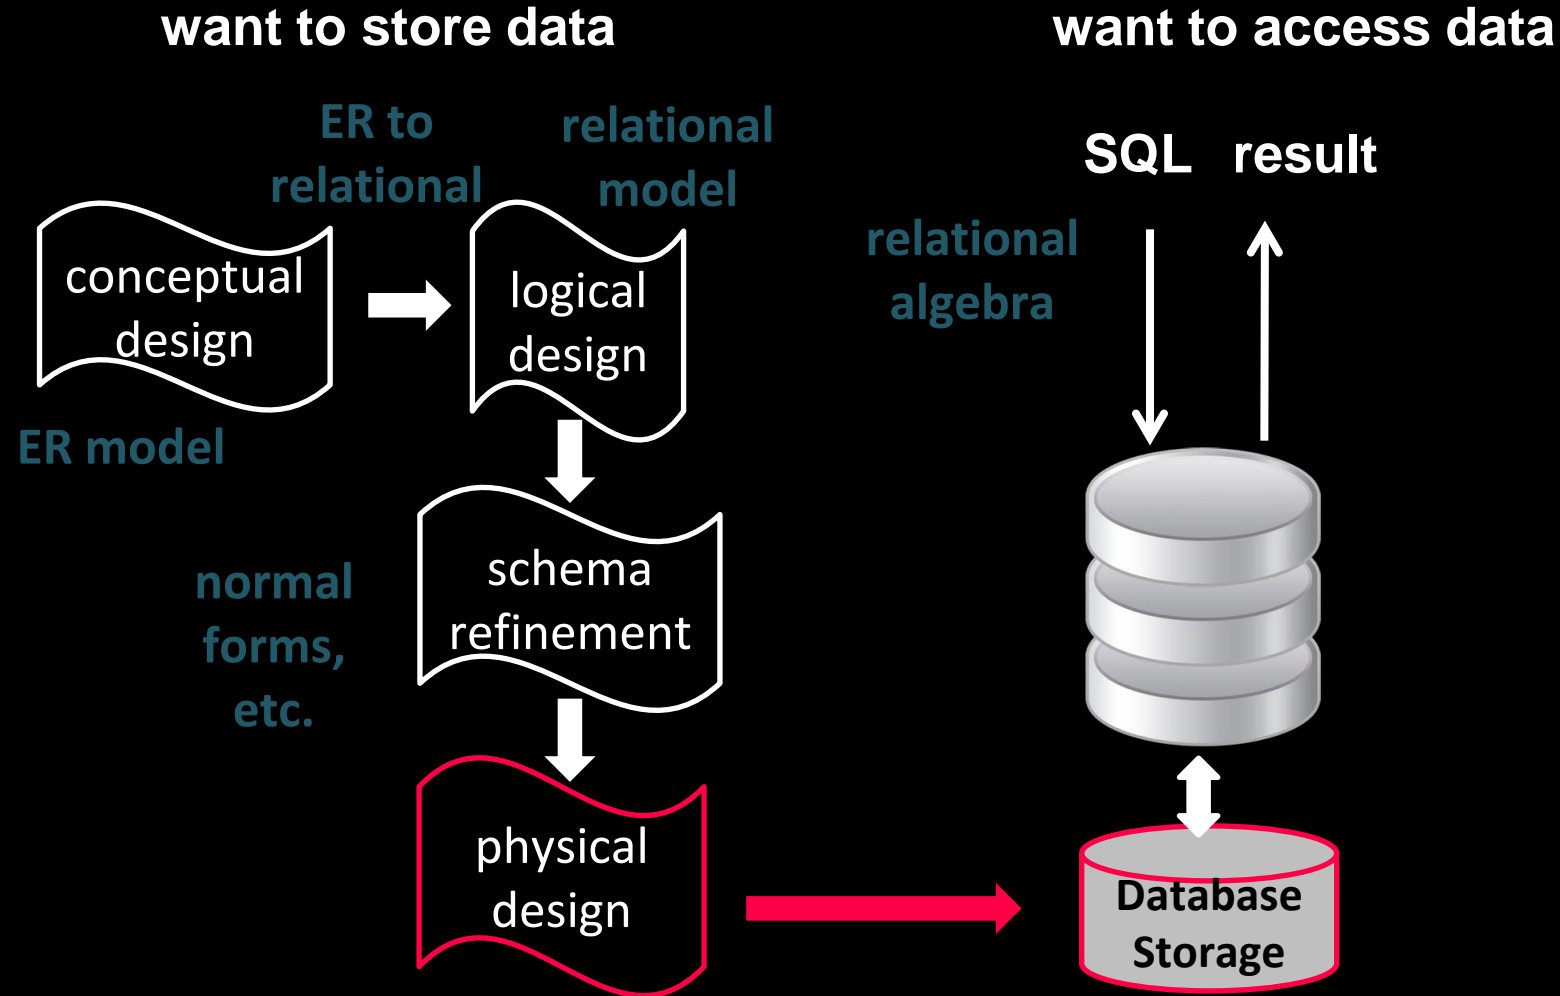 want to store data
want to access data
ER to
relational
relational
model
SQL result
relational
algebra
conceptual
design
logical
design
ER model
schema
refinement
normal
forms,
etc.
physical
design
Database
Storage